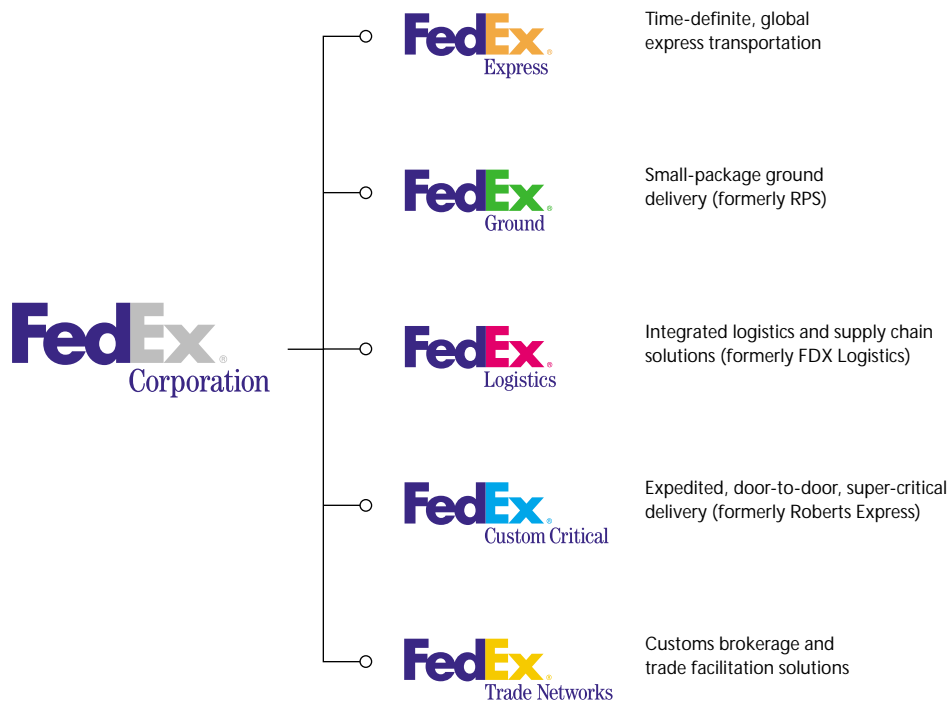 FedEx®
Express
Time-definite, global
express transportation
FedEx®
Ground
Small-package ground
delivery (formerly RPS)
FedEx®
Corporation
FedEx®
Logistics
Integrated logistics and supply chain
solutions (formerly FDX Logistics)
FedEx®
Custom Critical
Expedited, door-to-door, super-critical
delivery (formerly Roberts Express)
FedEx®
Trade Networks
Customs brokerage and
trade facilitation solutions